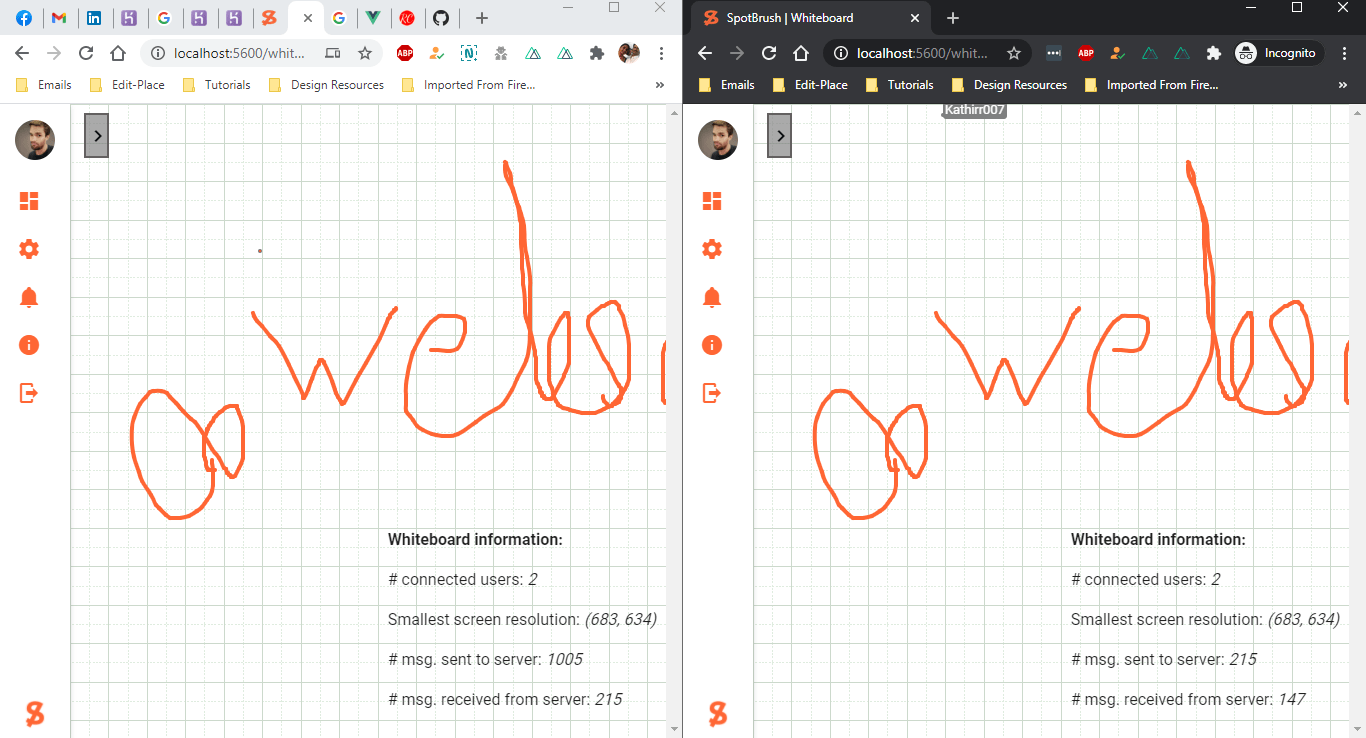 SpotBrush | Whiteboard
localhost:5600/whit...
localhost:5600/whit...
Incognito
Emails
Edit-Place
Tutorials
Design Resources
Imported From Fire...
»
Emails
Edit-Place
Tutorials
Design Resources
Imported From Fire...
»
Kathirr007
Whiteboard information:
# connected users: 2
Smallest screen resolution: (683, 634)
# msg. sent to server: 1005
# msg. received from server: 215
Whiteboard information:
# connected users: 2
Smallest screen resolution: (683, 634)
# msg. sent to server: 215
# msg. received from server: 147